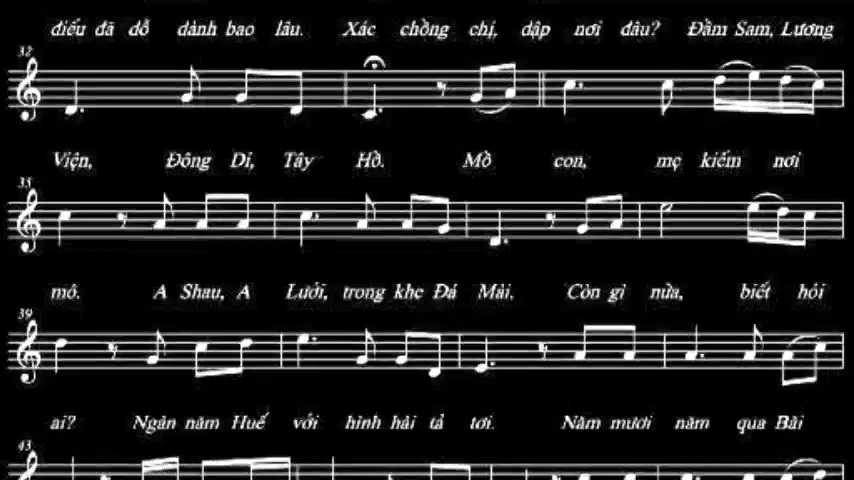 điểu đã dỗ dành bao lâu. Xác chồng chị, dập nơi đâu? Đầm Sam, Lương
32
Viện, Đông Di, Tây Hồ. Mồ con, mẹ kiếm nơi
35
mô. A Shau, A Lưới, trong khe Đá Mài. Còn gì nữa, biết hỏi
39
ai? Ngàn năm Huế với hình hài tả tơi. Năm mươi năm qua Bãi
43